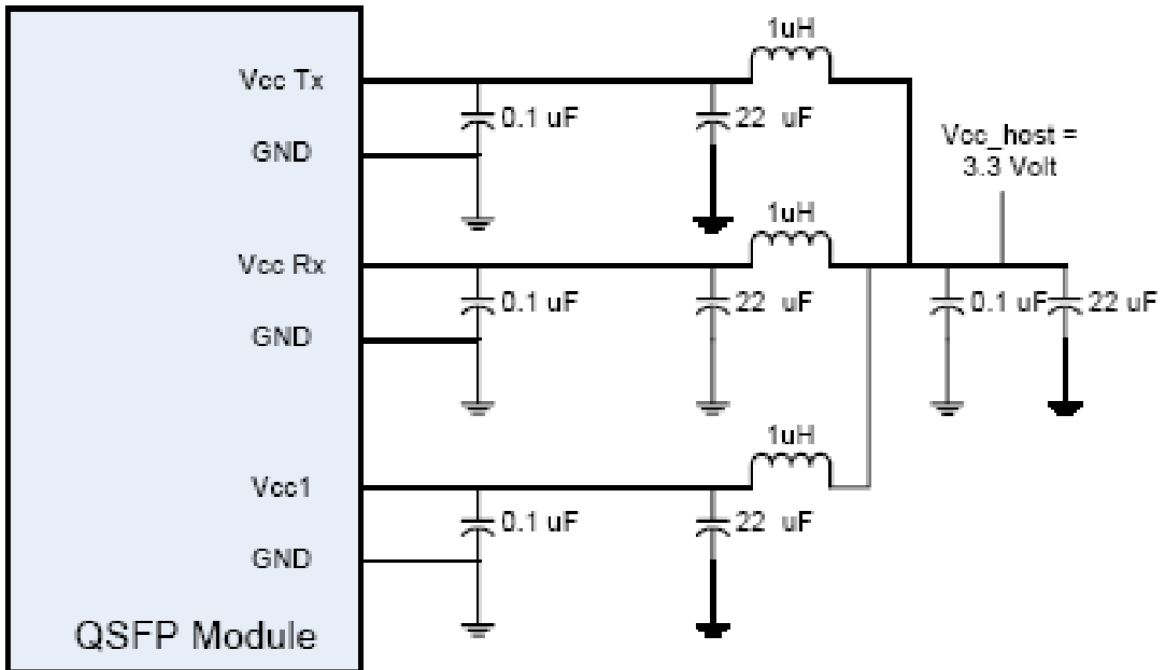 1uH
Vcc Tx
0.1 uF
22 uF
GND
Vcc_host =
3.3 Volt
1uH
Vcc Rx
0.1 uF
22 uF
0.1 uF
22 uF
GND
1uH
Vcc1
0.1 uF
22 uF
GND
QSFP Module